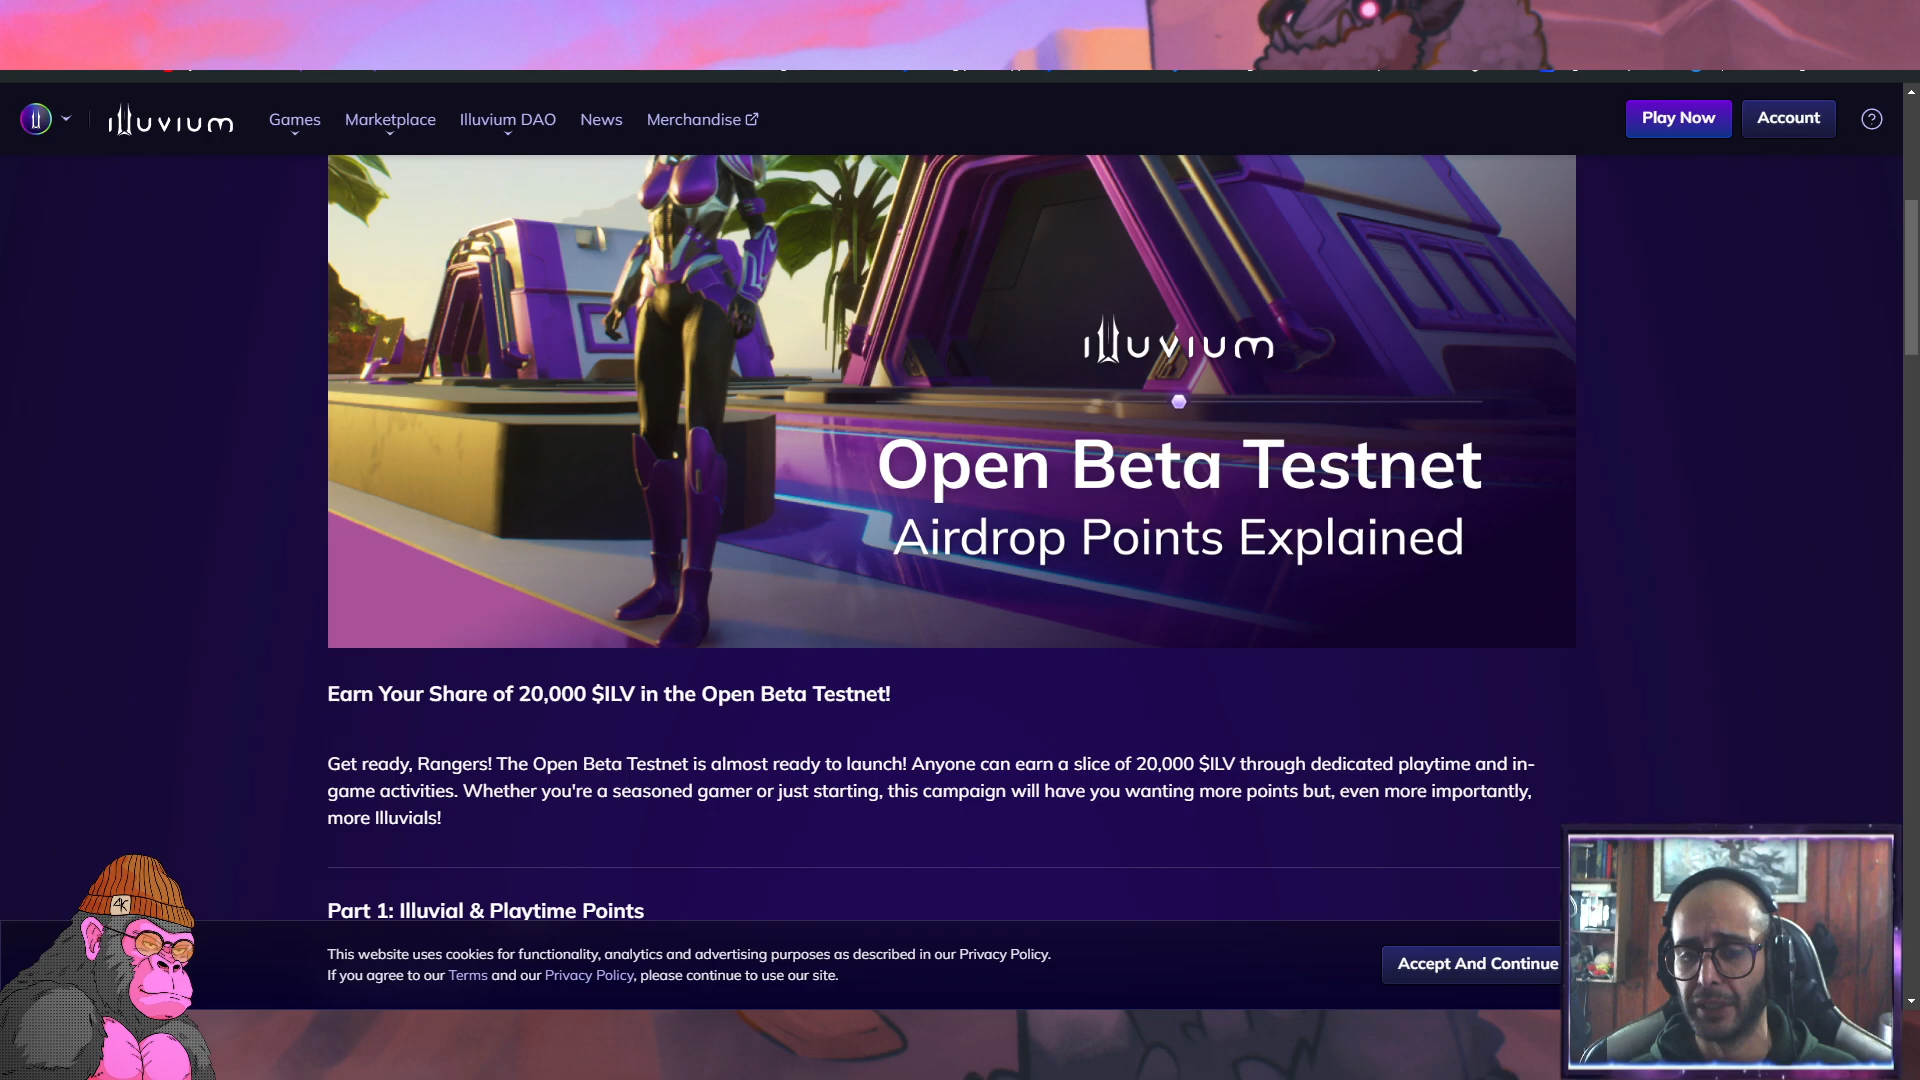 ılluvium
Games
Marketplace
Illuvium DAO
News
Merchandise
Play Now
Account
?
ılluvium
Open Beta Testnet
Airdrop Points Explained
Earn Your Share of 20,000 $ILV in the Open Beta Testnet!
Get ready, Rangers! The Open Beta Testnet is almost ready to launch! Anyone can earn a slice of 20,000 $ILV through dedicated playtime and in-
game activities. Whether you're a seasoned gamer or just starting, this campaign will have you wanting more points but, even more importantly,
more Illuvials!
Part 1: Illuvial & Playtime Points
This website uses cookies for functionality, analytics and advertising purposes as described in our Privacy Policy.
If you agree to our Terms and our Privacy Policy, please continue to use our site.
Accept And Continue
4K